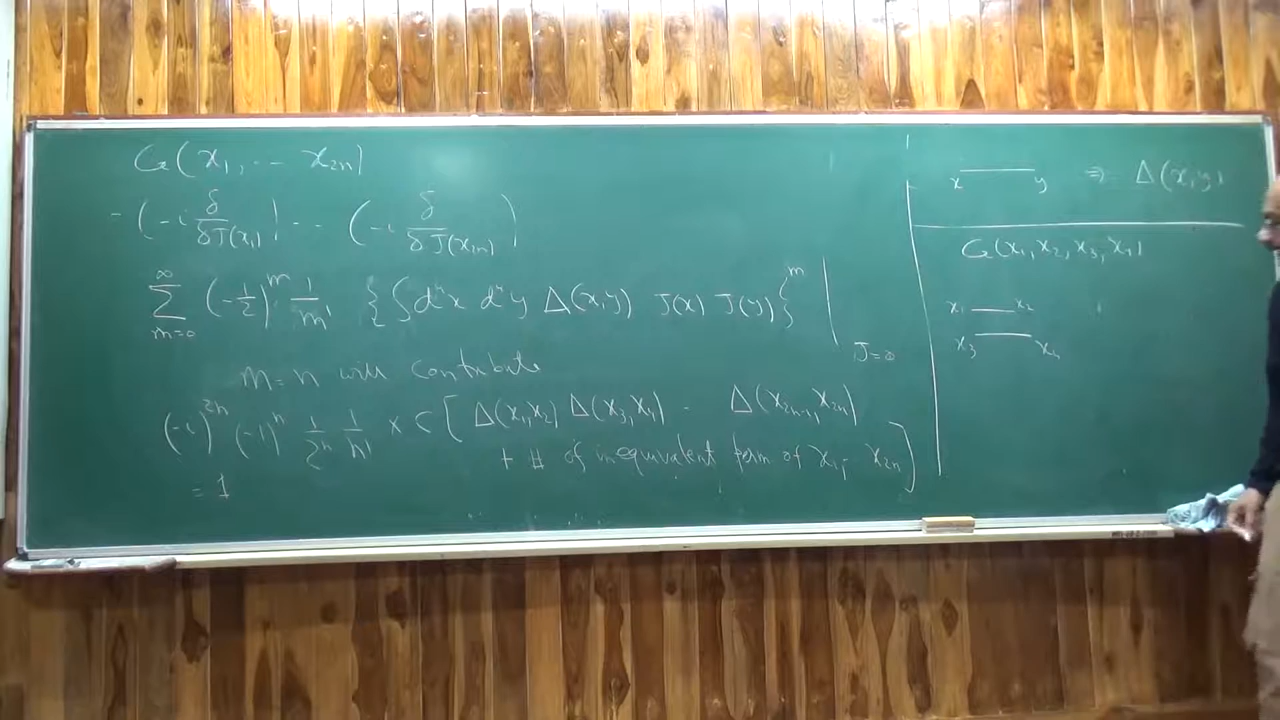 G(x₁, ... x₂ₙ)
= (-i δ/δJ(x₁)) ... (-i δ/δJ(x₂ₙ))
∑_{m=0}^{∞} (-1/2)^m 1/m! {∫ d⁴x d⁴y Δ(x,y) J(x) J(y)}^m |_{J=0}
m=n will contribute
(-i)^{2n} (-1)^n 1/2ⁿ 1/n! × C [Δ(x₁,x₂) Δ(x₃,x₄) - Δ(x₂ₙ₋₁,x₂ₙ)
+ # of inequivalent perm of x₁, - x₂ₙ]
= 1
x — y ⇒ Δ(x,y)
G(x₁,x₂,x₃,x₄)
x₁ — x₂
x₃ — x₄